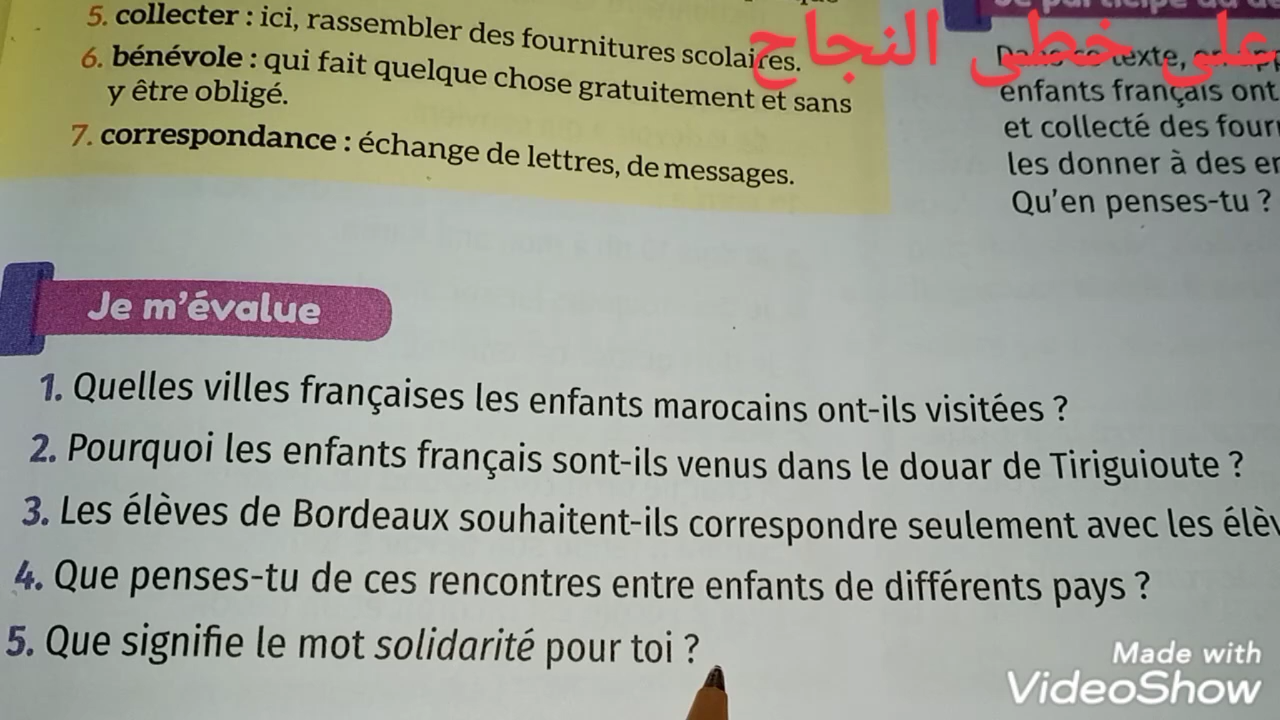 5. collecter : ici, rassembler des fournitures scolaires.
6. bénévole : qui fait quelque chose gratuitement et sans
y être obligé.
7. correspondance : échange de lettres, de messages.
على خطى النجاح
texte,
enfants français ont
et collecté des four
les donner à des
Qu'en penses-tu ?
Je m'évalue
1. Quelles villes françaises les enfants marocains ont-ils visitées ?
2. Pourquoi les enfants français sont-ils venus dans le douar de Tiriguioute ?
3. Les élèves de Bordeaux souhaitent-ils correspondre seulement avec les
4. Que penses-tu de ces rencontres entre enfants de différents pays ?
5. Que signifie le mot solidarité pour toi ?
Made with
VideoShow